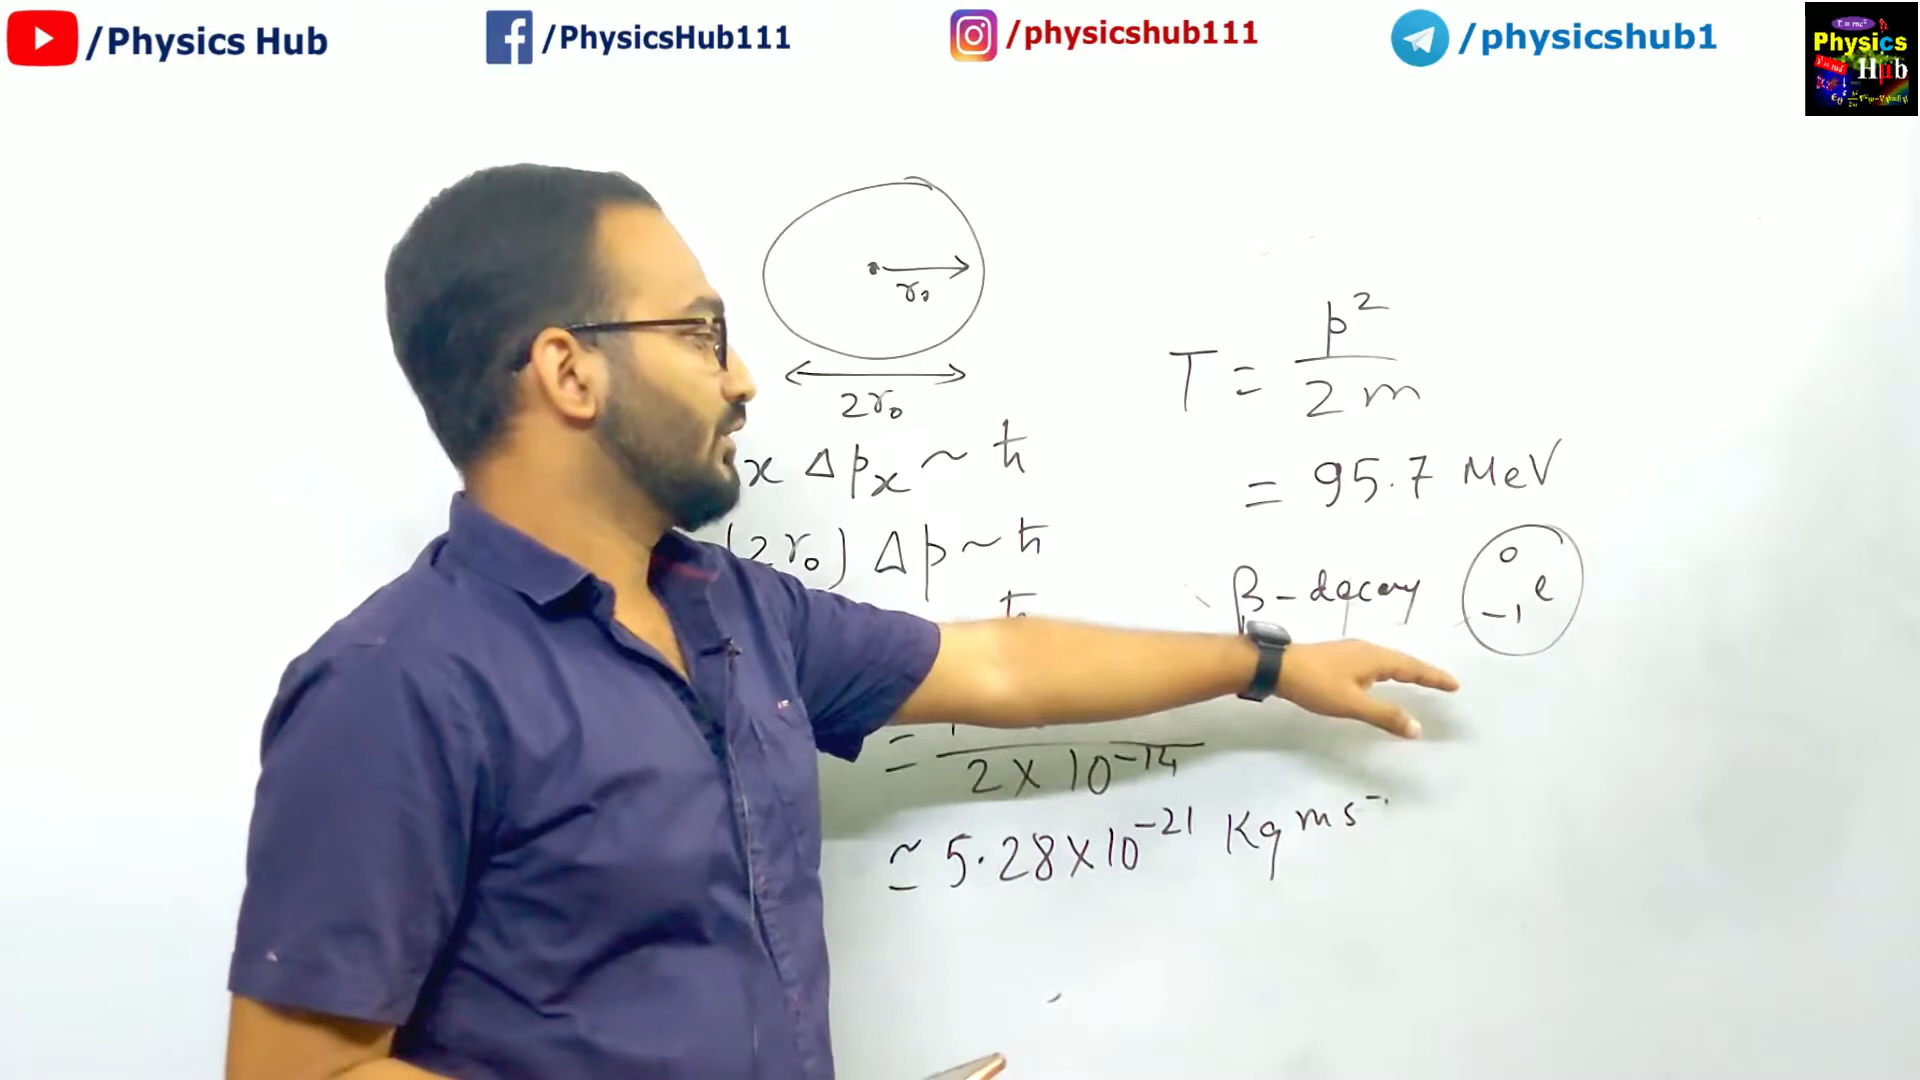 /Physics Hub
/PhysicsHub111
/physicshub111
/physicshub1
Physics
Hub
r₀
2r₀
x Δpₓ ~ ħ
(2r₀) Δp ~ ħ
ħ
= 2 × 10⁻¹⁴
≃ 5.28×10⁻²¹ Kg ms⁻
T = p² / 2m
= 95.7 MeV
β-decay
0
-1 e